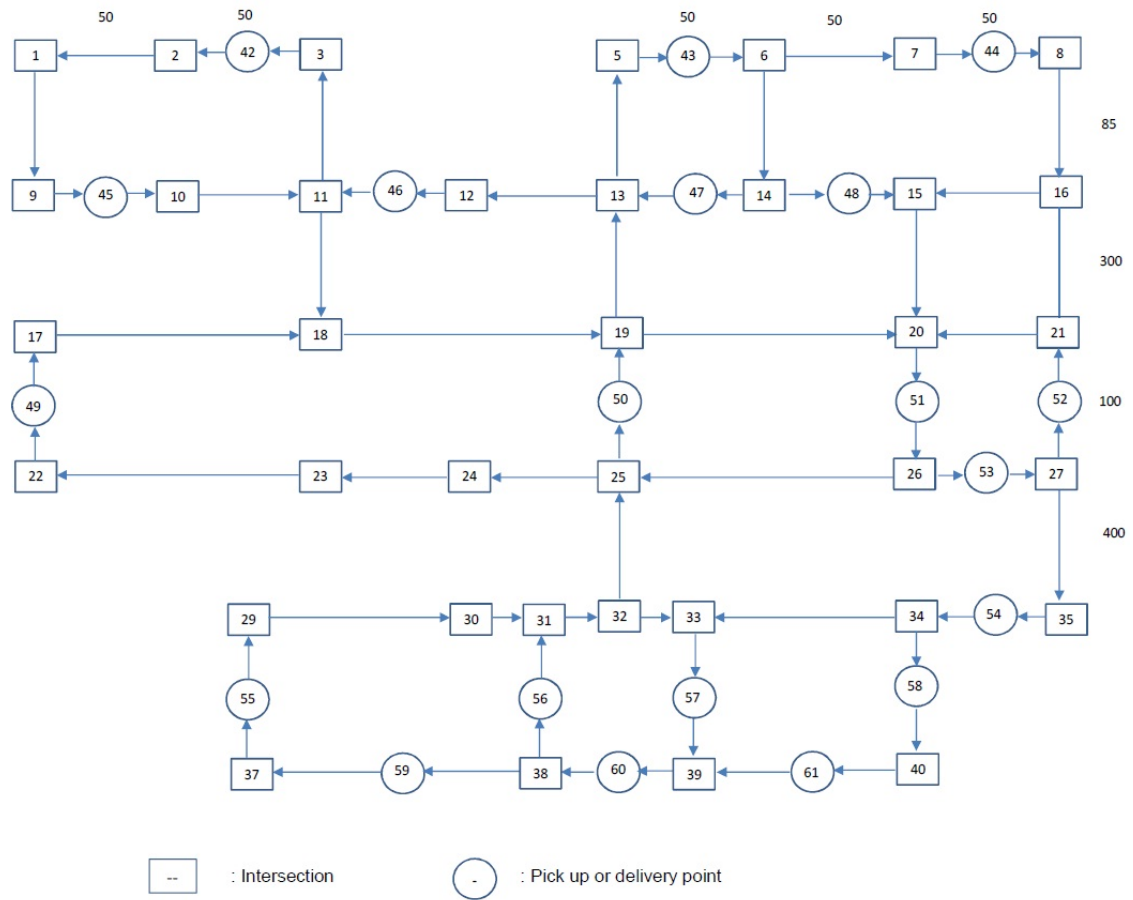 50 50 50 50 50
1 2 42 3 5 43 6 7 44 8
85
9 45 10 11 46 12 13 47 14 48 15 16
300
17 18 19 20 21
49 50 51 52 100
22 23 24 25 26 53 27
400
29 30 31 32 33 34 54 35
55 56 57 58
37 59 38 60 39 61 40
-- : Intersection - : Pick up or delivery point